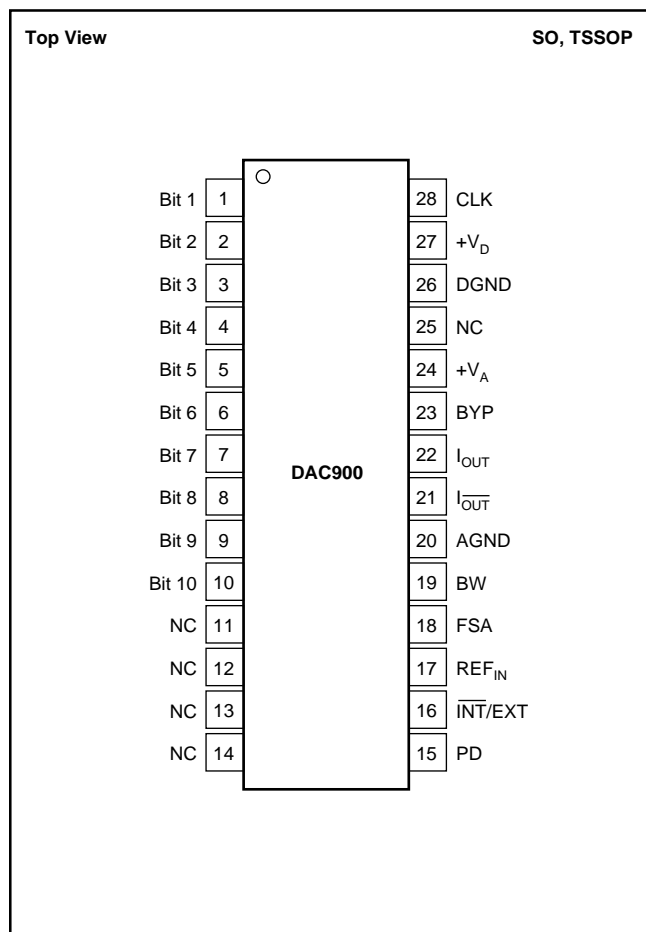 Top View SO, TSSOP
Bit 1 1 28 CLK
Bit 2 2 27 +V_D
Bit 3 3 26 DGND
Bit 4 4 25 NC
Bit 5 5 24 +V_A
Bit 6 6 23 BYP
Bit 7 7 22 I_OUT
DAC900
Bit 8 8 21 I_O̅U̅T̅
Bit 9 9 20 AGND
Bit 10 10 19 BW
NC 11 18 FSA
NC 12 17 REF_IN
NC 13 16 I̅N̅T̅/EXT
NC 14 15 PD